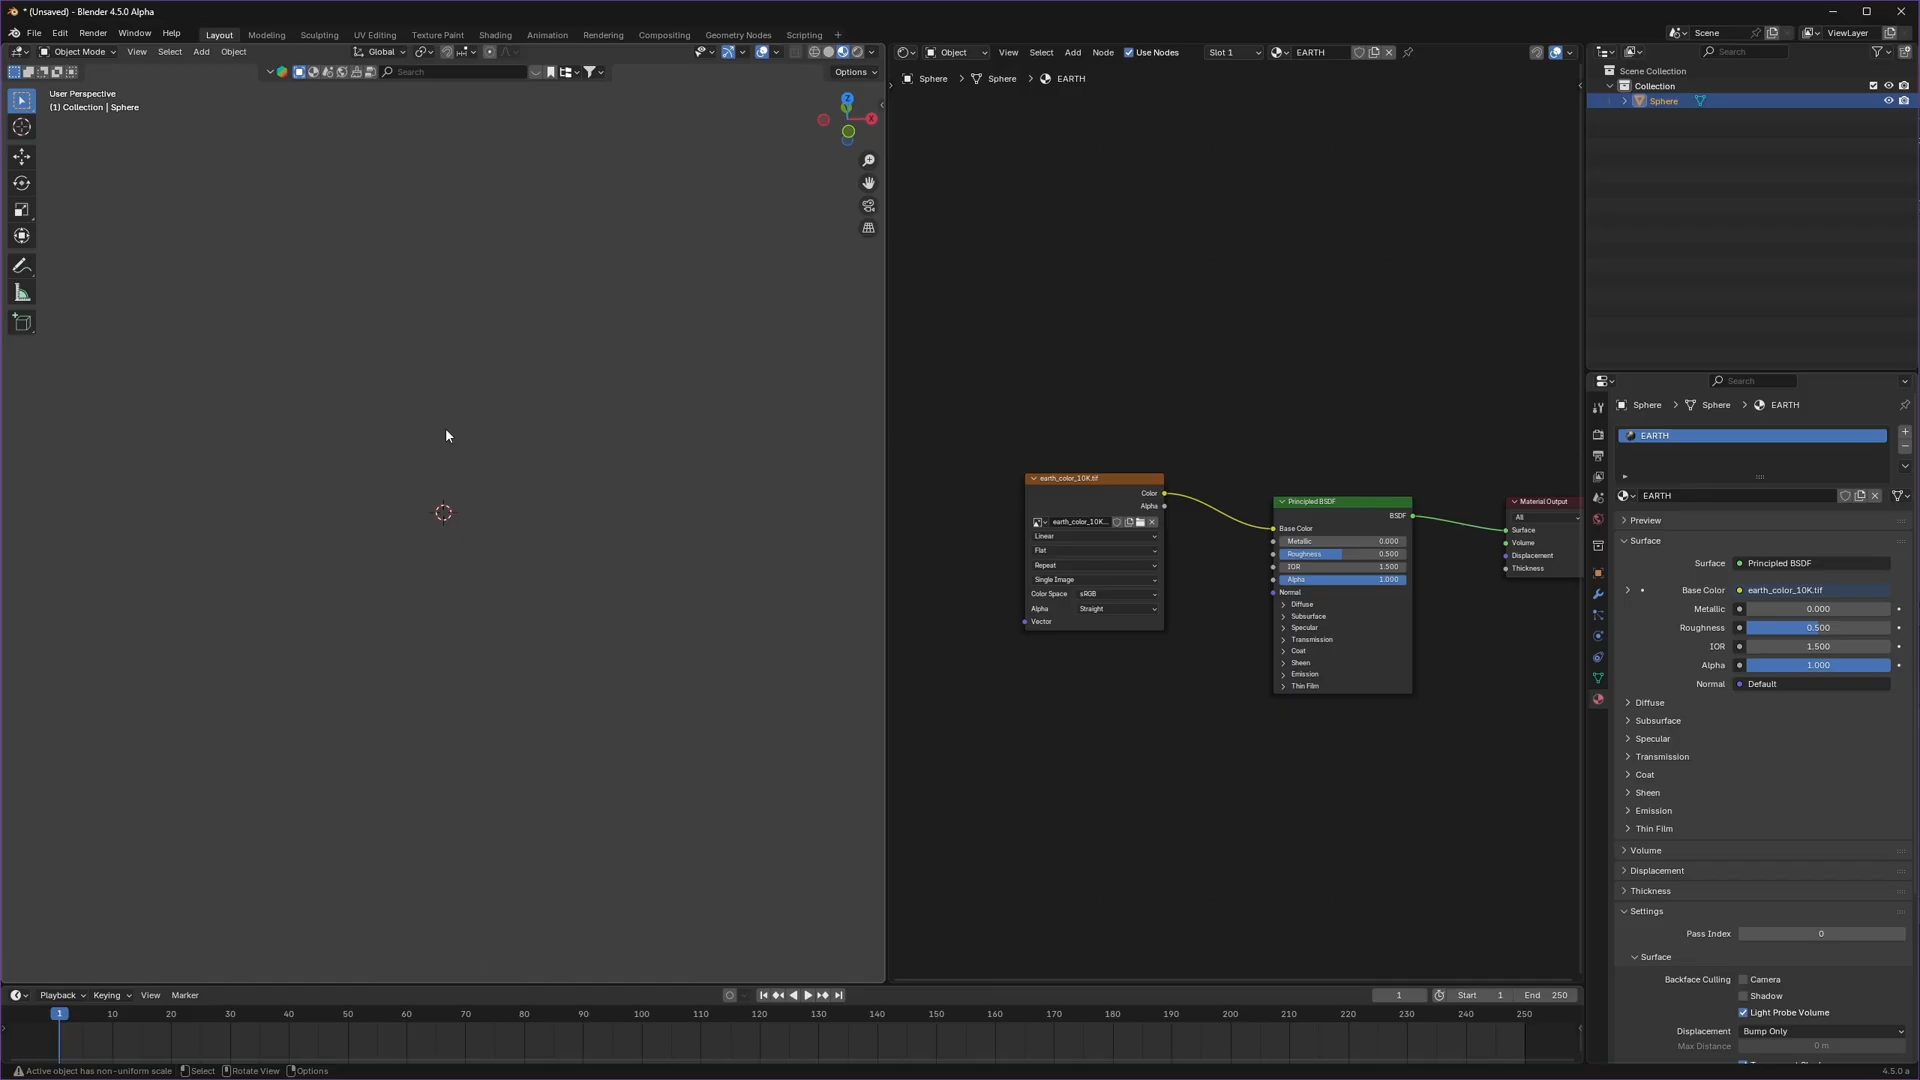 * (Unsaved) - Blender 4.5.0 Alpha
File Edit Render Window Help
Layout Modeling Sculpting UV Editing Texture Paint Shading Animation Rendering Compositing Geometry Nodes Scripting +
Scene ViewLayer
Object Mode View Select Add Object Global
Object View Select Add Node Use Nodes Slot 1 EARTH
Search
Search Options
Scene Collection
Collection
Sphere
User Perspective
(1) Collection | Sphere
Z
X
Sphere > Sphere > EARTH
earth_color_10K.tif
Color
Alpha
earth_color_10K...
Linear
Flat
Repeat
Single Image
Color Space sRGB
Alpha Straight
Vector
Principled BSDF
BSDF
Base Color
Metallic 0.000
Roughness 0.500
IOR 1.500
Alpha 1.000
Normal
Diffuse
Subsurface
Specular
Transmission
Coat
Sheen
Emission
Thin Film
Material Output
All
Surface
Volume
Displacement
Thickness
Search
Sphere > Sphere > EARTH
EARTH
EARTH
Preview
Surface
Surface Principled BSDF
Base Color earth_color_10K.tif
Metallic 0.000
Roughness 0.500
IOR 1.500
Alpha 1.000
Normal Default
Diffuse
Subsurface
Specular
Transmission
Coat
Sheen
Emission
Thin Film
Volume
Displacement
Thickness
Settings
Pass Index 0
Surface
Backface Culling Camera
Shadow
Light Probe Volume
Displacement Bump Only
Max Distance 0 m
Playback Keying View Marker 1 Start 1 End 250
1 10 20 30 40 50 60 70 80 90 100 110 120 130 140 150 160 170 180 190 200 210 220 230 240 250
Active object has non-uniform scale Select Rotate View Options 4.5.0 a